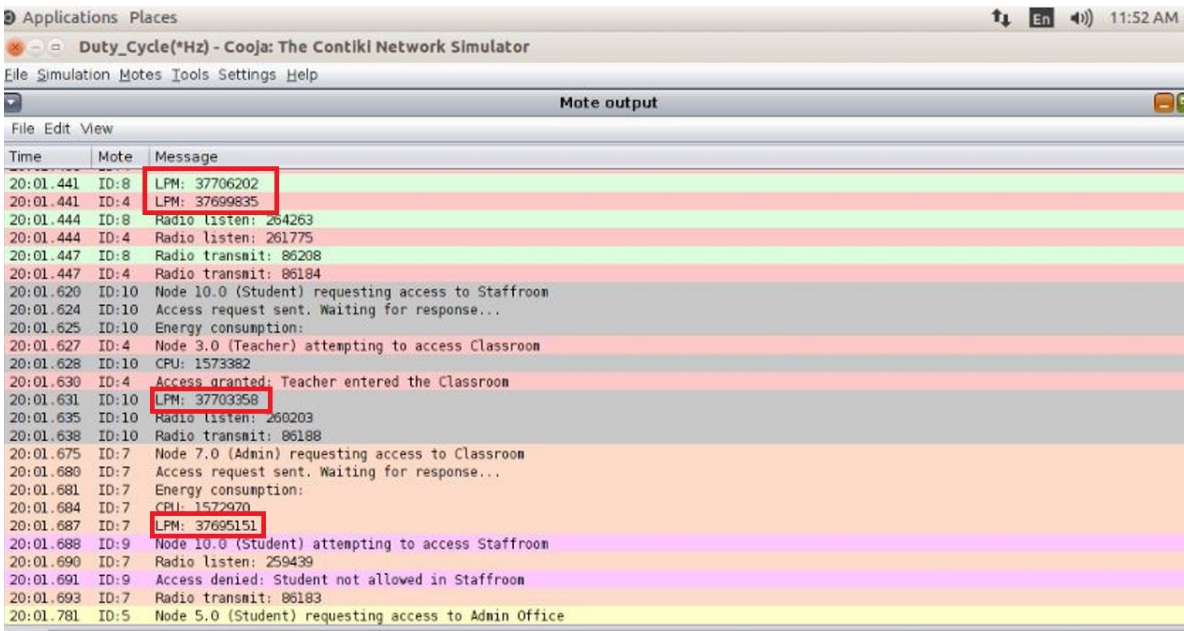 Applications Places En 11:52 AM
Duty_Cycle(*Hz) - Cooja: The Contiki Network Simulator
File Simulation Motes Tools Settings Help
Mote output
File Edit View
Time Mote Message
20:01.441 ID:8 LPM: 37706202
20:01.441 ID:4 LPM: 37699835
20:01.444 ID:8 Radio listen: 264263
20:01.444 ID:4 Radio listen: 261775
20:01.447 ID:8 Radio transmit: 86208
20:01.447 ID:4 Radio transmit: 86184
20:01.620 ID:10 Node 10.0 (Student) requesting access to Staffroom
20:01.624 ID:10 Access request sent. Waiting for response...
20:01.625 ID:10 Energy consumption:
20:01.627 ID:4 Node 3.0 (Teacher) attempting to access Classroom
20:01.628 ID:10 CPU: 1573382
20:01.630 ID:4 Access granted: Teacher entered the Classroom
20:01.631 ID:10 LPM: 37703358
20:01.635 ID:10 Radio listen: 260203
20:01.638 ID:10 Radio transmit: 86188
20:01.675 ID:7 Node 7.0 (Admin) requesting access to Classroom
20:01.680 ID:7 Access request sent. Waiting for response...
20:01.681 ID:7 Energy consumption:
20:01.684 ID:7 CPU: 1572970
20:01.687 ID:7 LPM: 37695151
20:01.688 ID:9 Node 10.0 (Student) attempting to access Staffroom
20:01.690 ID:7 Radio listen: 259439
20:01.691 ID:9 Access denied: Student not allowed in Staffroom
20:01.693 ID:7 Radio transmit: 86183
20:01.781 ID:5 Node 5.0 (Student) requesting access to Admin Office